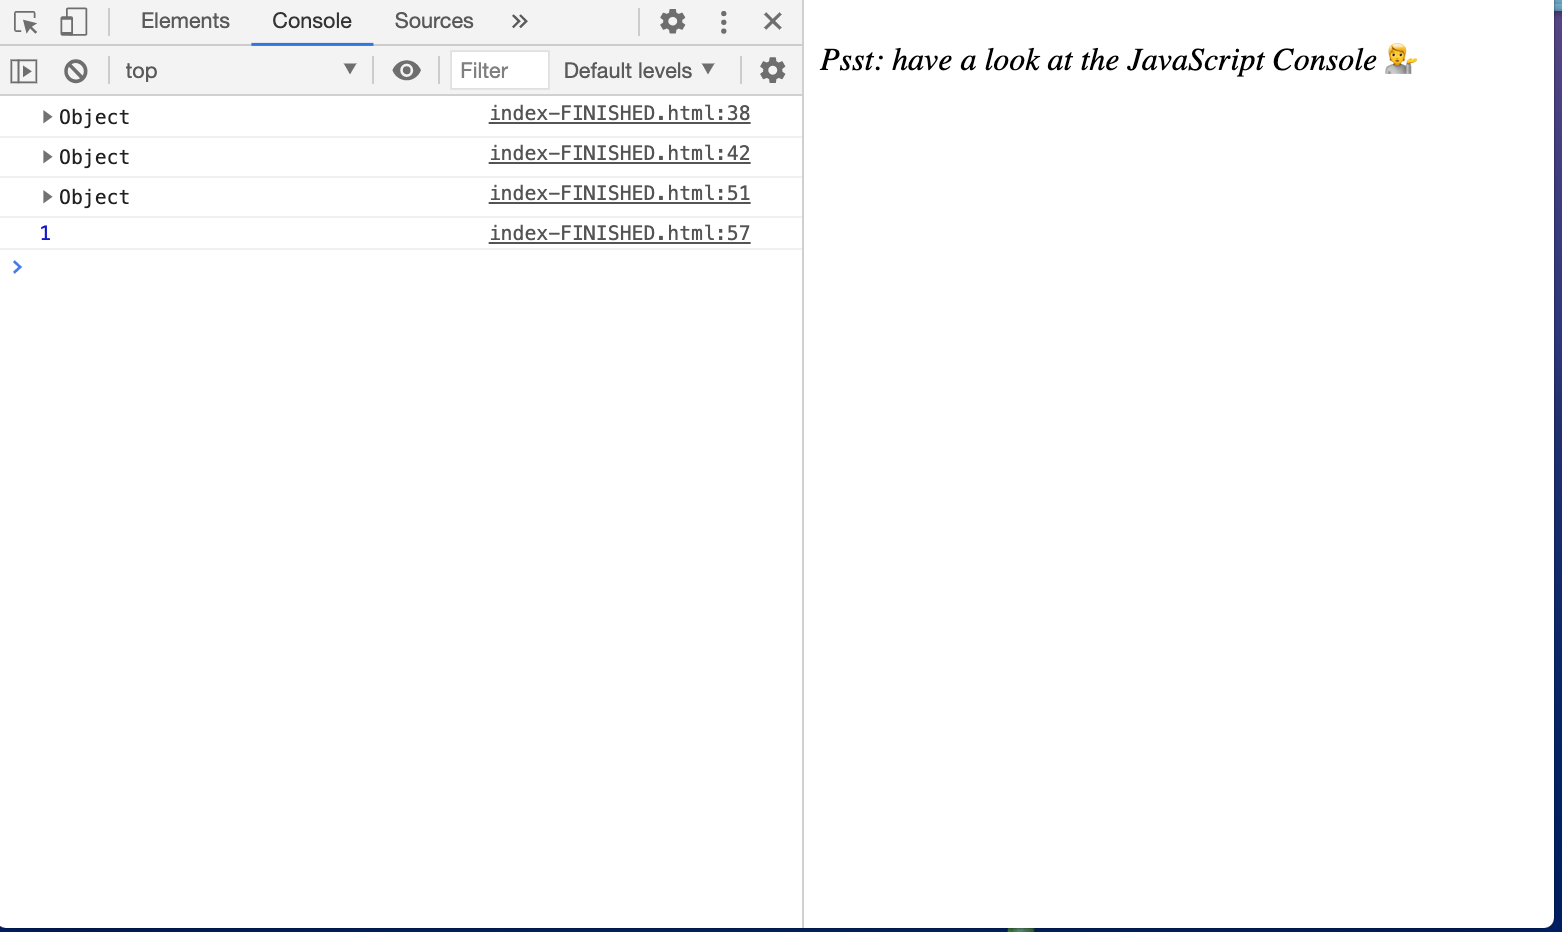 Elements Console Sources
top Filter Default levels
Object index-FINISHED.html:38
Object index-FINISHED.html:42
Object index-FINISHED.html:51
1 index-FINISHED.html:57
Psst: have a look at the JavaScript Console 💁